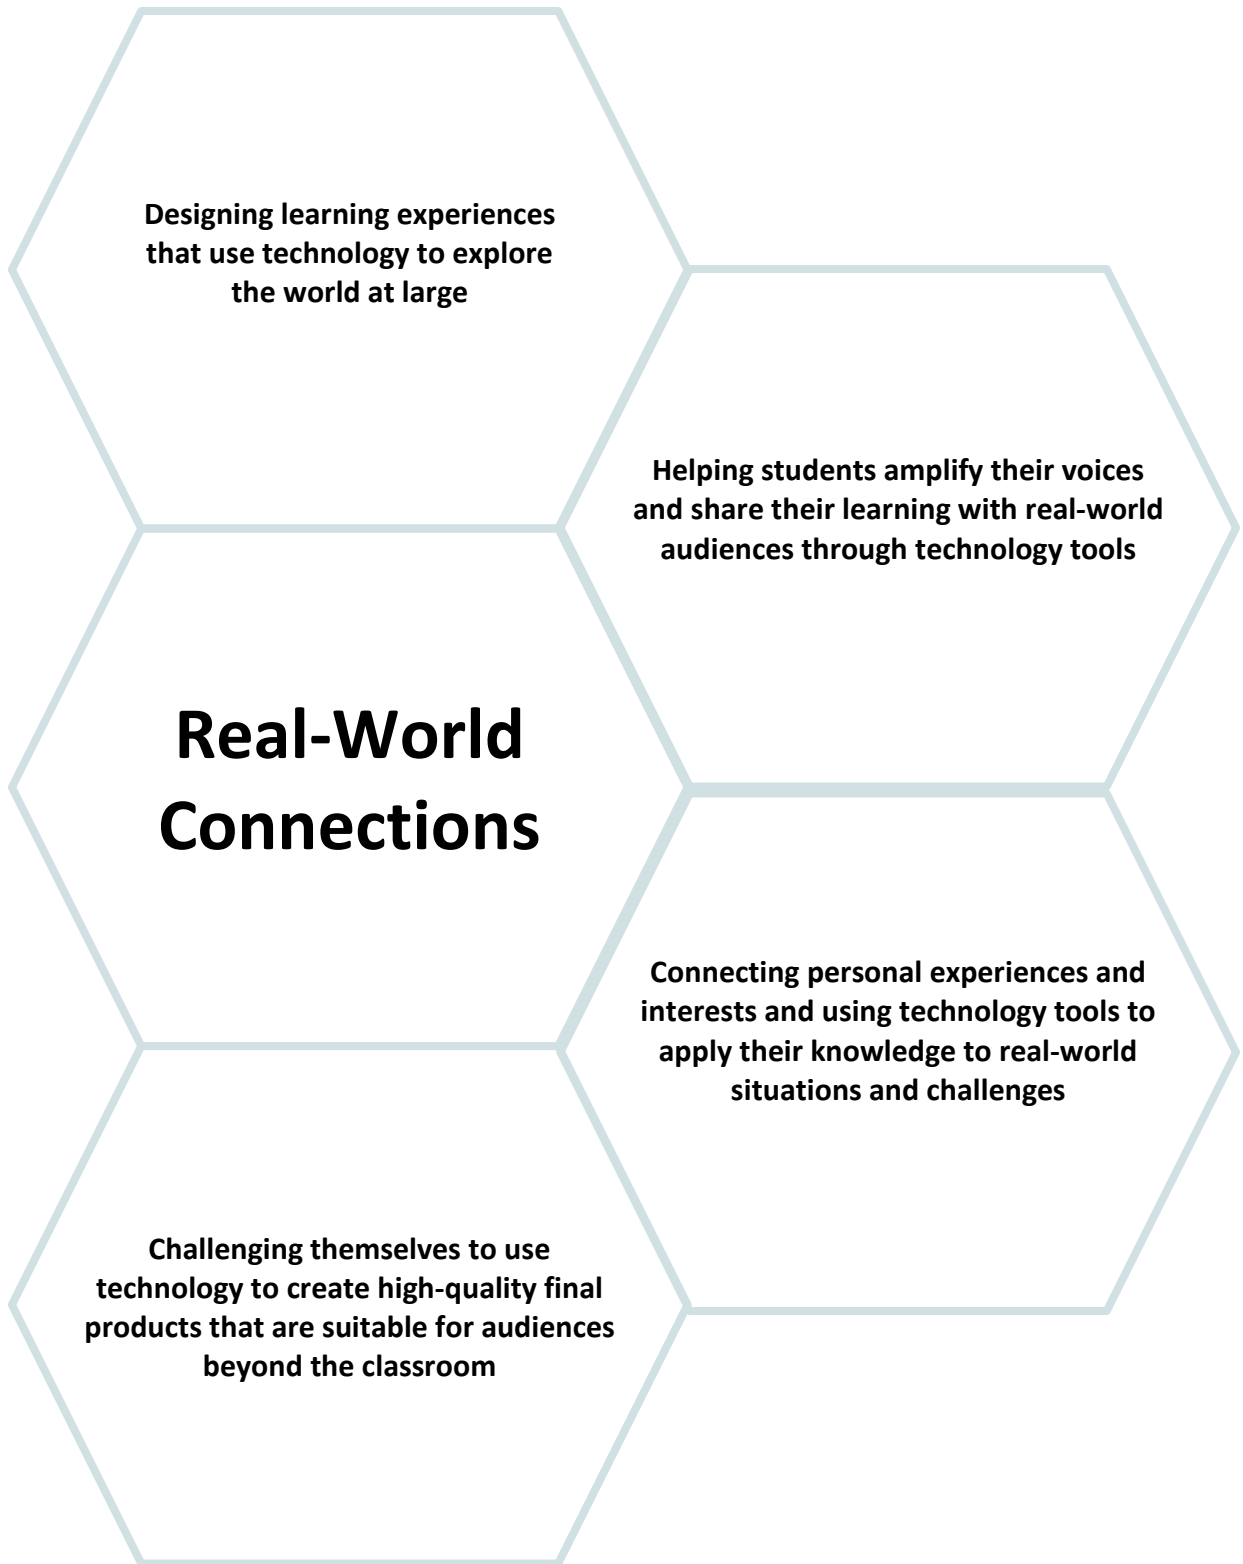 Designing learning experiences
that use technology to explore
the world at large
Helping students amplify their voices
and share their learning with real-world
audiences through technology tools
Real-World
Connections
Connecting personal experiences and
interests and using technology tools to
apply their knowledge to real-world
situations and challenges
Challenging themselves to use
technology to create high-quality final
products that are suitable for audiences
beyond the classroom